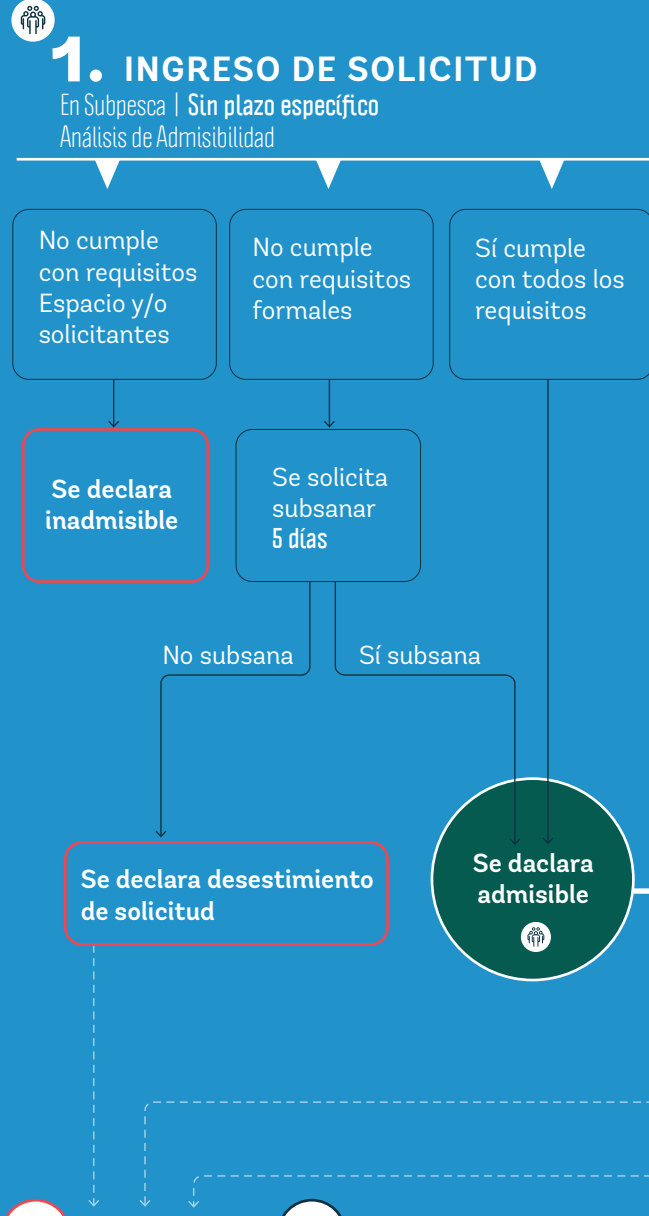 1. INGRESO DE SOLICITUD
En Subpesca | Sin plazo específico
Análisis de Admisibilidad
No cumple
con requisitos
Espacio y/o
solicitantes
No cumple
con requisitos
formales
Sí cumple
con todos los
requisitos
Se declara
inadmisible
Se solicita
subsanar
5 días
No subsana
Sí subsana
Se declara desestimiento
de solicitud
Se daclara
admisible